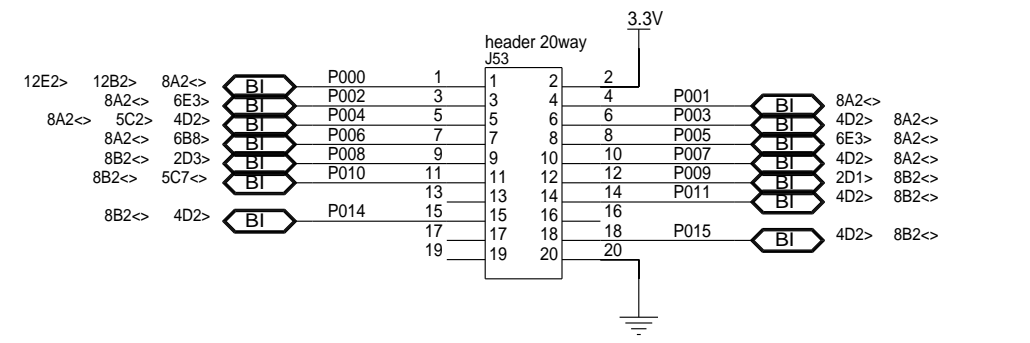 3.3V
header 20way
J53
12E2> 12B2> 8A2<> BI P000 1 1 2 2
8A2<> 6E3> BI P002 3 3 4 4 P001 BI 8A2<>
8A2<> 5C2> 4D2> BI P004 5 5 6 6 P003 BI 4D2> 8A2<>
8A2<> 6B8> BI P006 7 7 8 8 P005 BI 6E3> 8A2<>
8B2<> 2D3> BI P008 9 9 10 10 P007 BI 4D2> 8A2<>
8B2<> 5C7<> BI P010 11 11 12 12 P009 BI 2D1> 8B2<>
13 13 14 14 P011 BI 4D2> 8B2<>
8B2<> 4D2> BI P014 15 15 16 16
17 17 18 18 P015 BI 4D2> 8B2<>
19 19 20 20